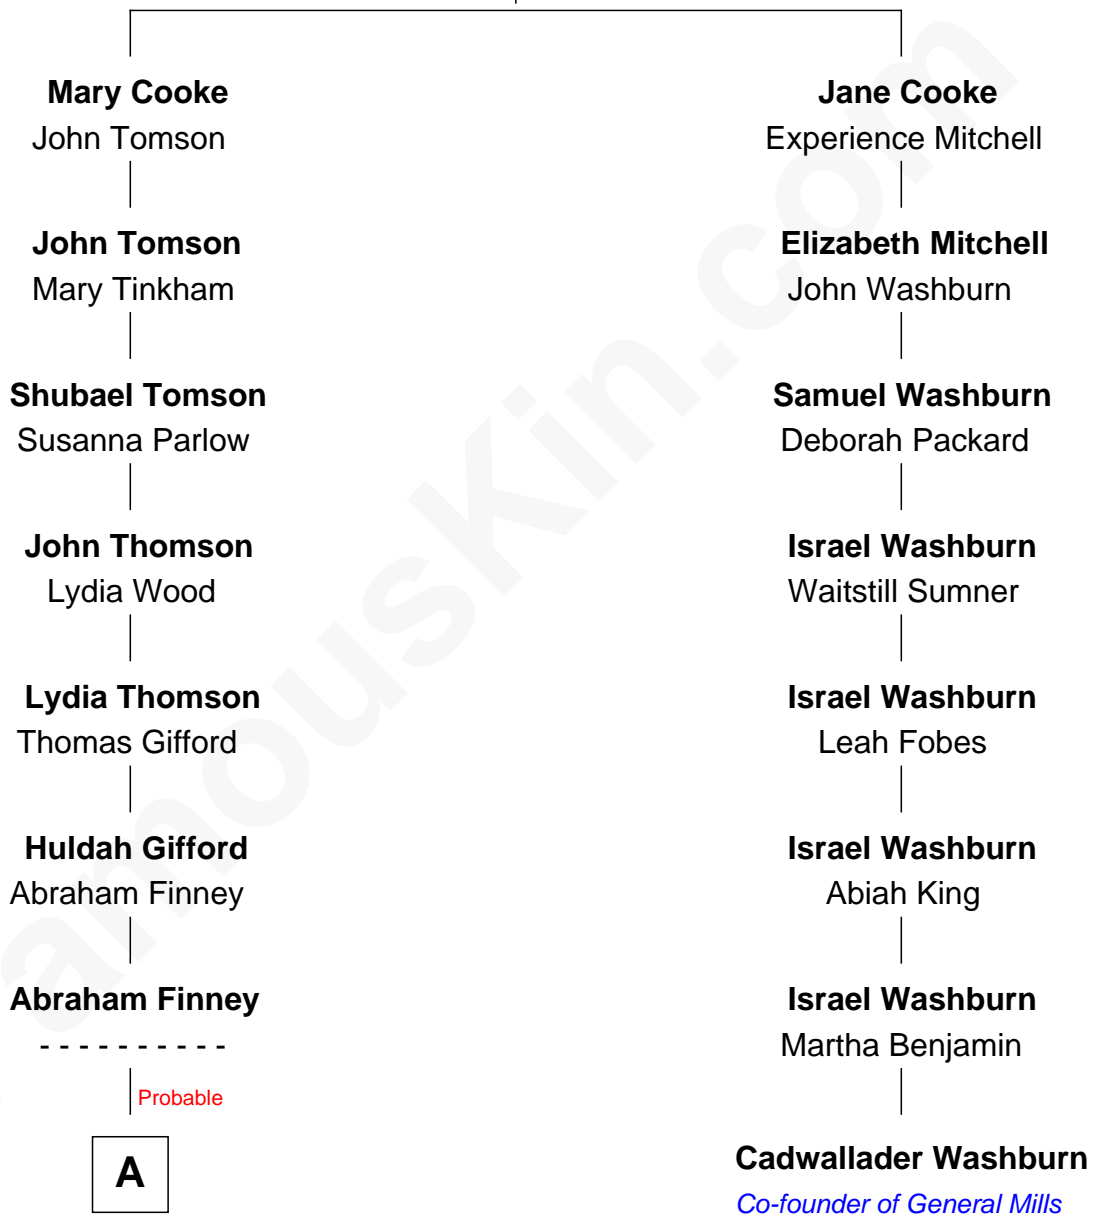 Mary Cooke
John Tomson
Jane Cooke
Experience Mitchell
John Tomson
Mary Tinkham
Elizabeth Mitchell
John Washburn
Shubael Tomson
Susanna Parlow
Samuel Washburn
Deborah Packard
John Thomson
Lydia Wood
Israel Washburn
Waitstill Sumner
Lydia Thomson
Thomas Gifford
Israel Washburn
Leah Fobes
Huldah Gifford
Abraham Finney
Israel Washburn
Abiah King
Abraham Finney
- - - - - - - - - -
Israel Washburn
Martha Benjamin
Probable
A
Cadwallader Washburn
Co-founder of General Mills
amouskin.com